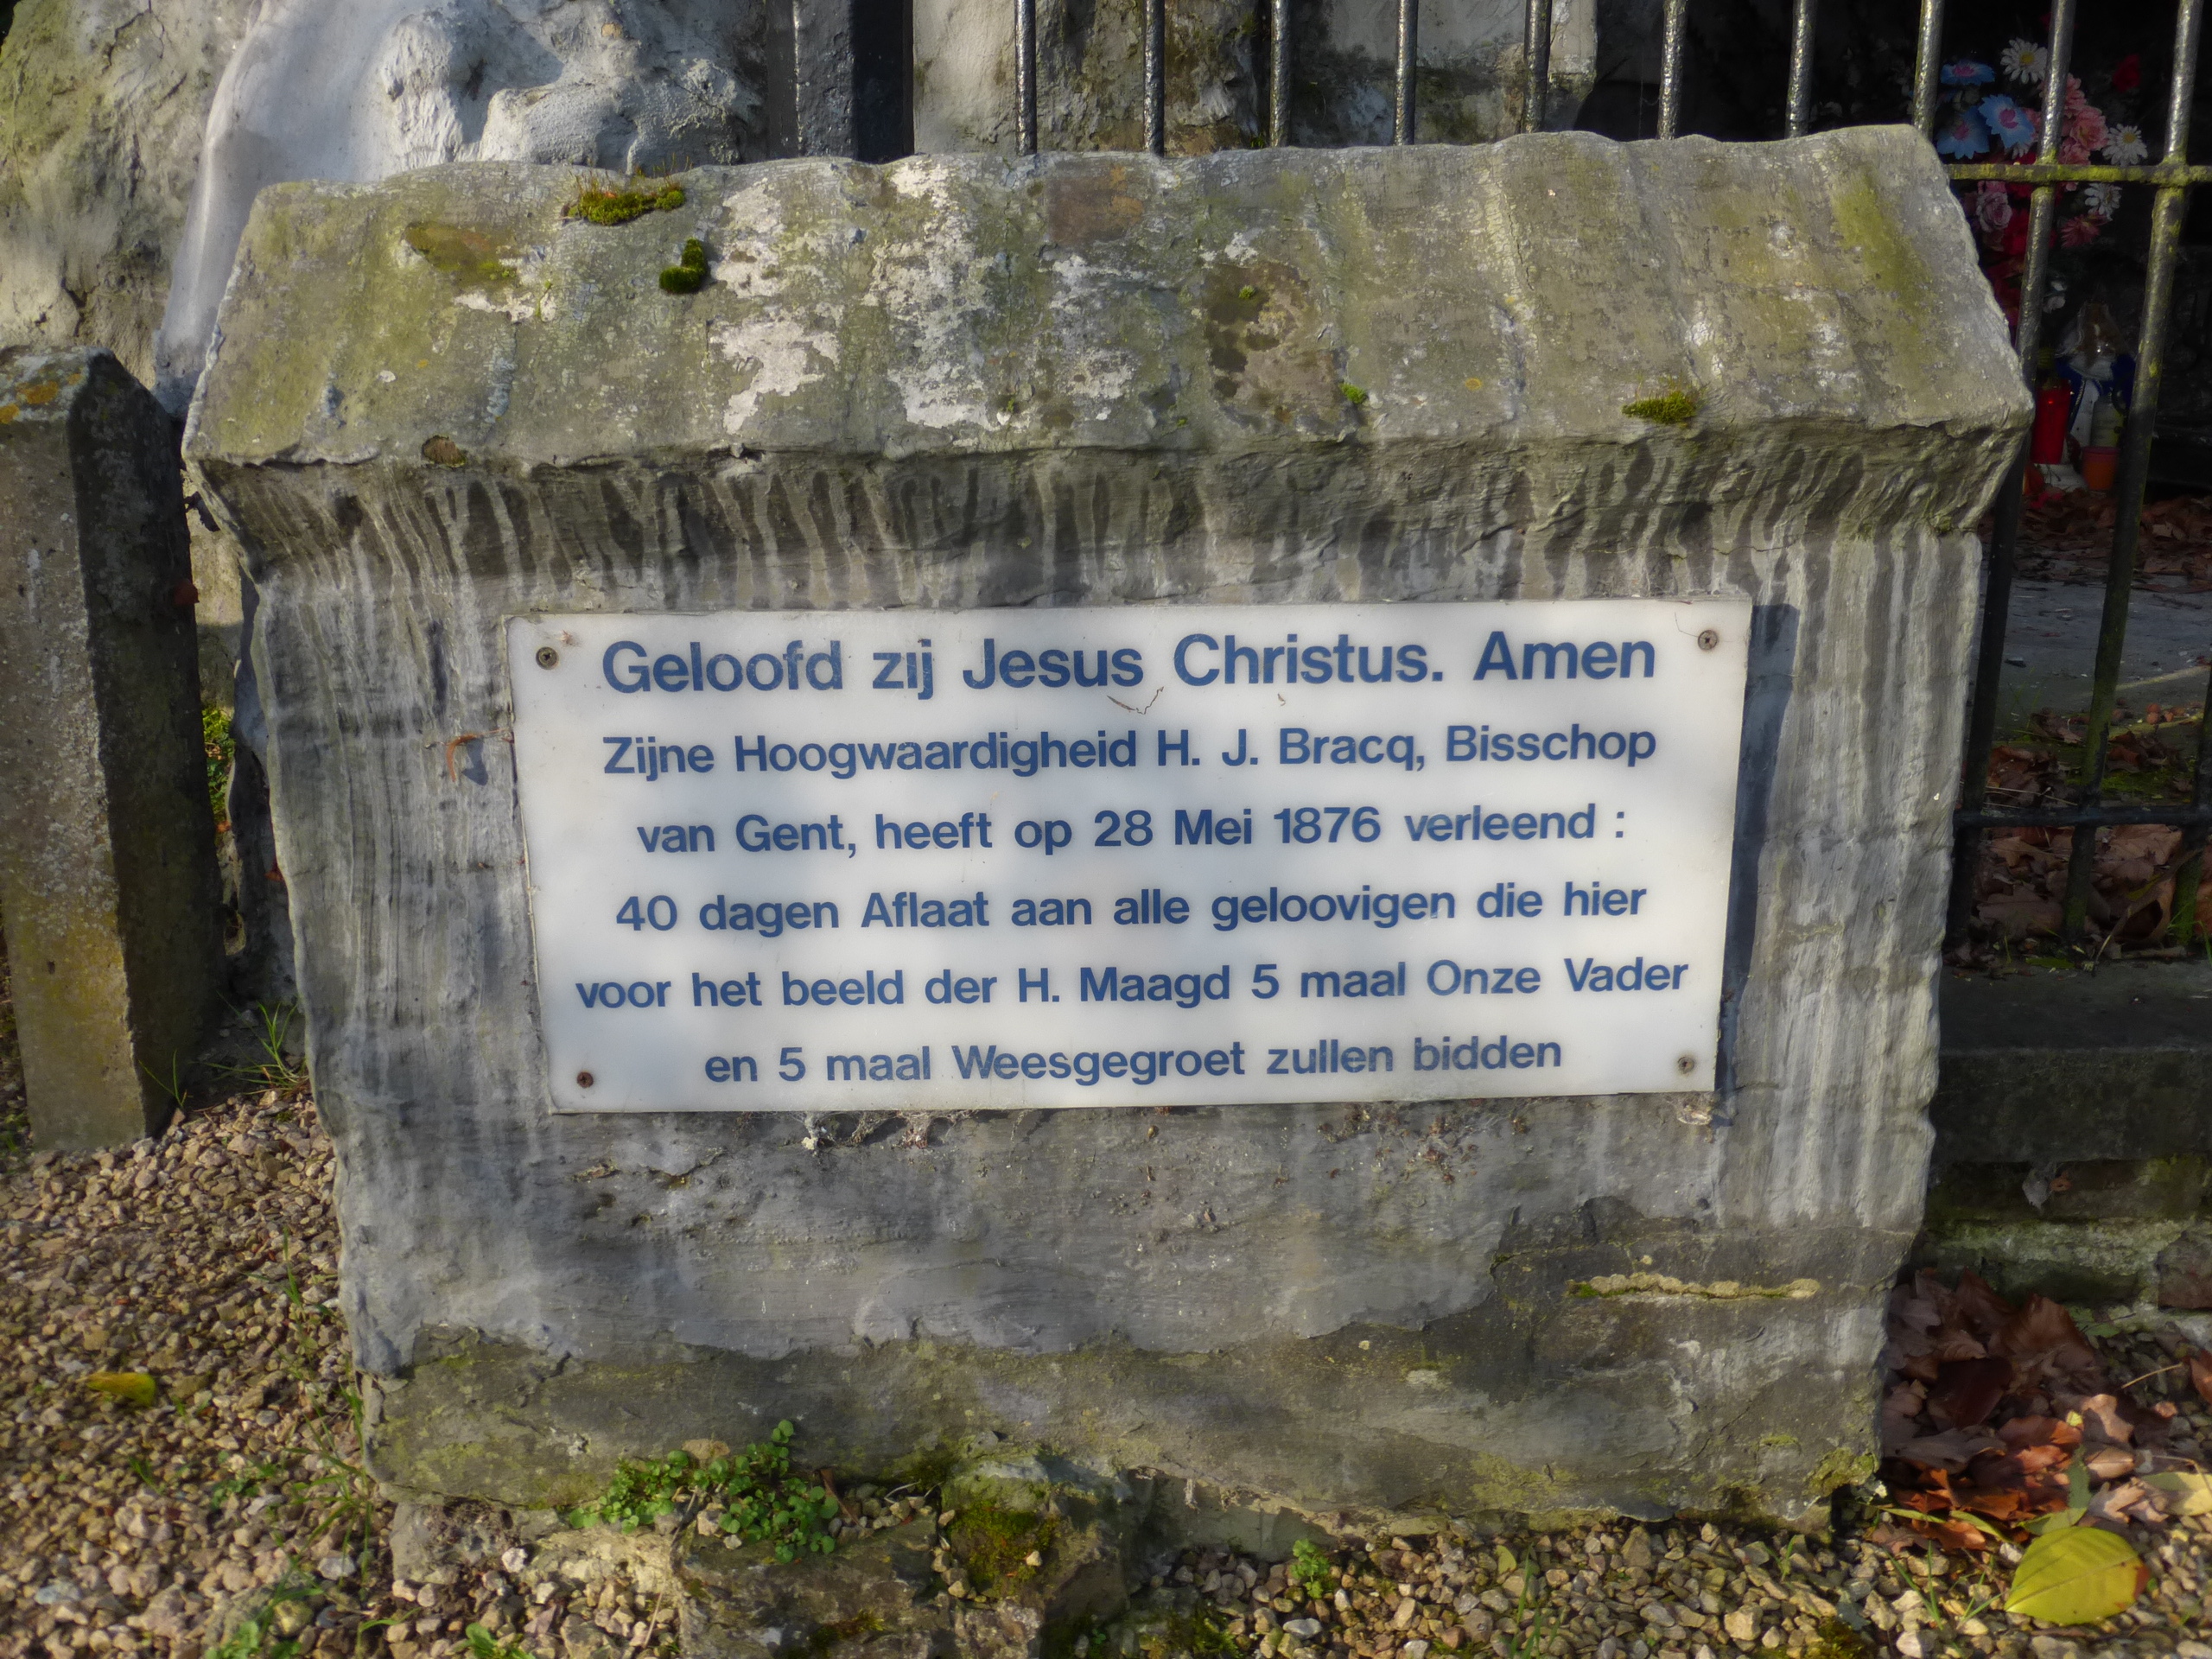 Geloofd zij Jesus Christus. Amen
Zijne Hoogwaardigheid H. J. Bracq, Bisschop
van Gent, heeft op 28 Mei 1876 verleend :
40 dagen Aflaat aan alle geloovigen die hier
voor het beeld der H. Maagd 5 maal Onze Vader
en 5 maal Weesgegroet zullen bidden